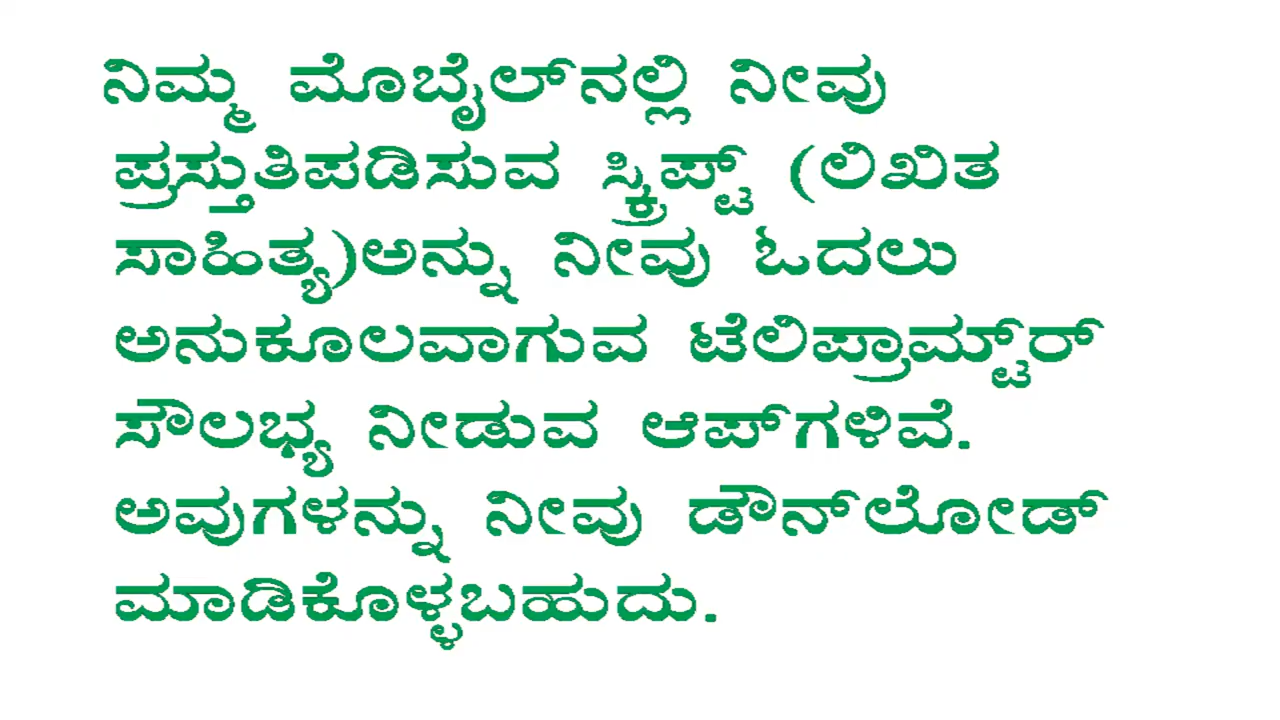 ನಿಮ್ಮ ಮೊಬೈಲ್‌ನಲ್ಲಿ ನೀವು
ಪ್ರಸ್ತುತಿಪಡಿಸುವ ಸ್ಕ್ರಿಪ್ಟ್ (ಲಿಖಿತ
ಸಾಹಿತ್ಯ)ಅನ್ನು ನೀವು ಓದಲು
ಅನುಕೂಲವಾಗುವ ಟೆಲಿಪ್ರಾಮ್ಟ್‌ರ್
ಸೌಲಭ್ಯ ನೀಡುವ ಆಪ್‌ಗಳಿವೆ.
ಅವುಗಳನ್ನು ನೀವು ಡೌನ್‌ಲೋಡ್
ಮಾಡಿಕೊಳ್ಳಬಹುದು.